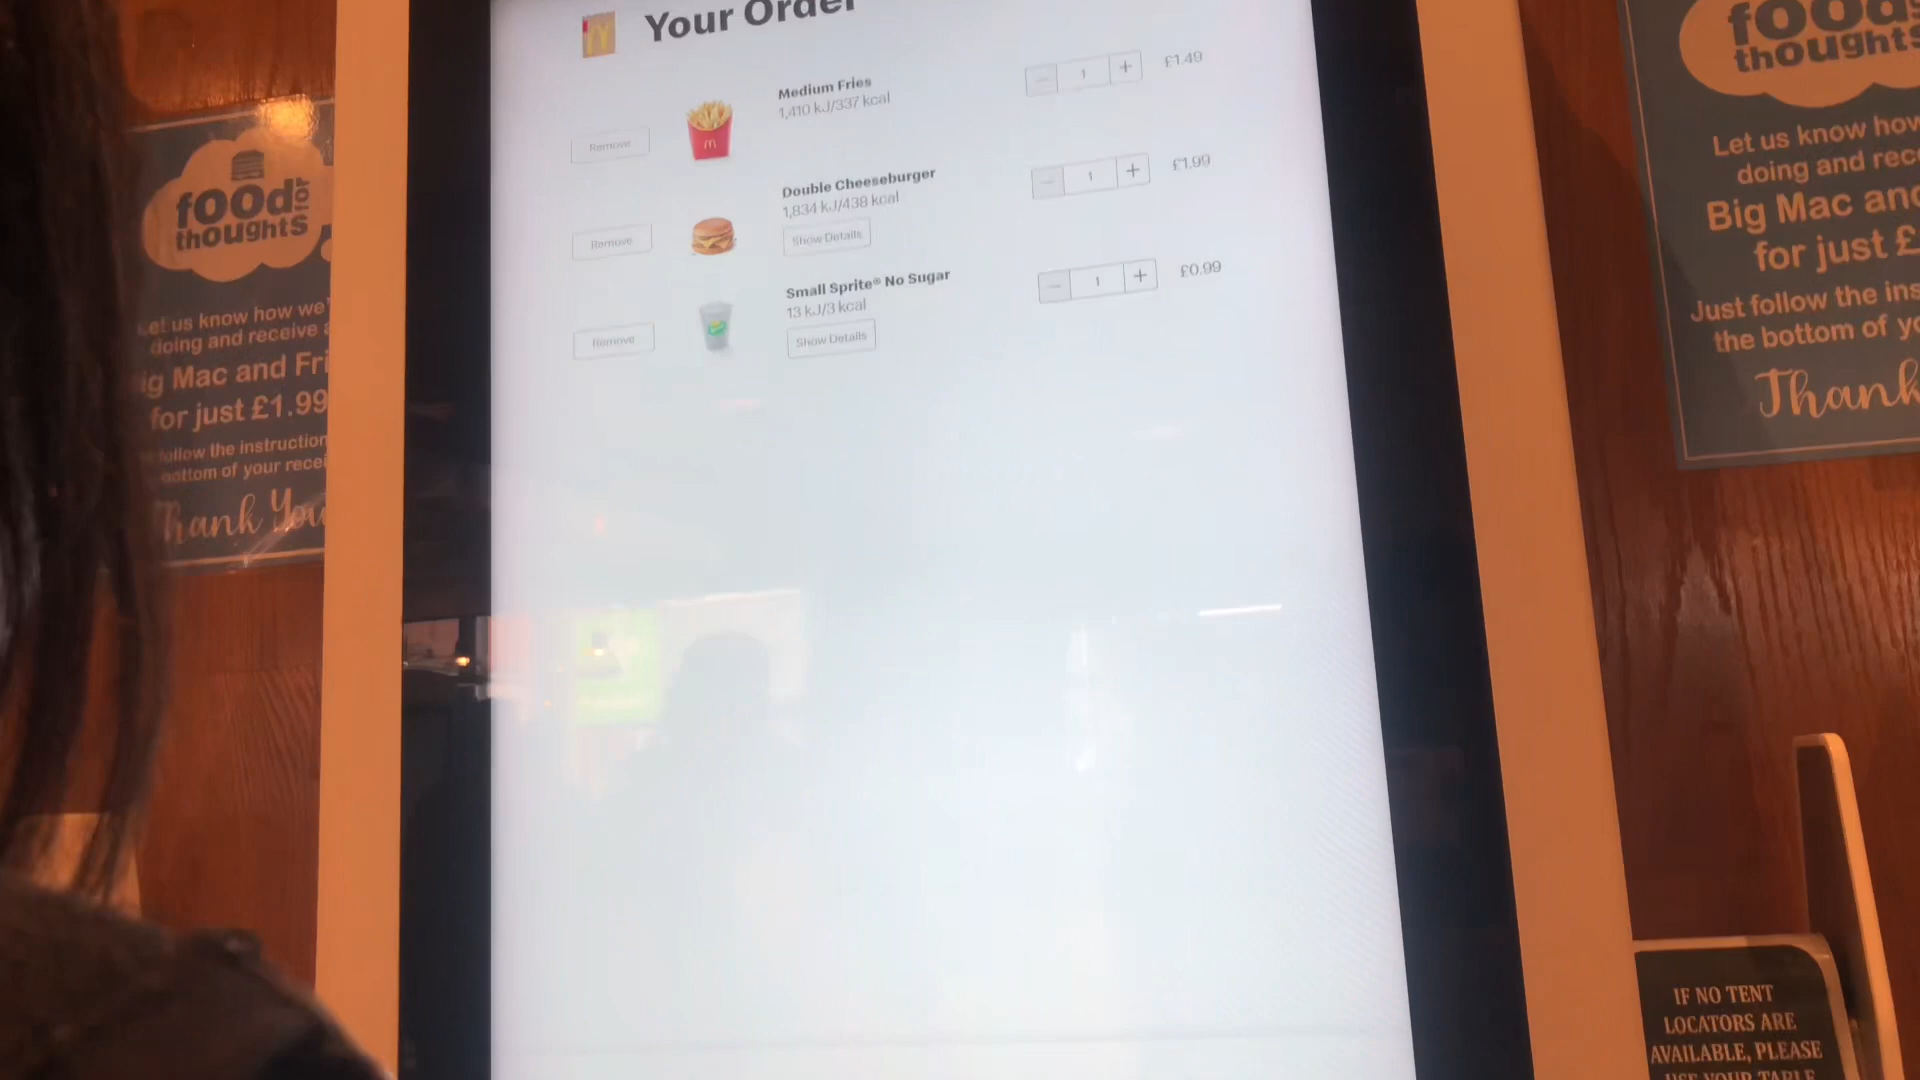 Your Order
Medium Fries
1,410 kJ/337 kcal
Remove
1
+
£1.49
Double Cheeseburger
1,834 kJ/438 kcal
Show Details
Remove
1
+
£1.99
Small Sprite® No Sugar
13 kJ/3 kcal
Show Details
Remove
1
+
£0.99
food for
thoughts
Let us know how we'
doing and receive a
ig Mac and Fri
for just £1.99
follow the instruction
bottom of your recei
Thank You
food
thoughts
Let us know how
doing and rece
Big Mac and
for just £
Just follow the ins
the bottom of yo
Thank
IF NO TENT
LOCATORS ARE
AVAILABLE, PLEASE
USE YOUR TABLE